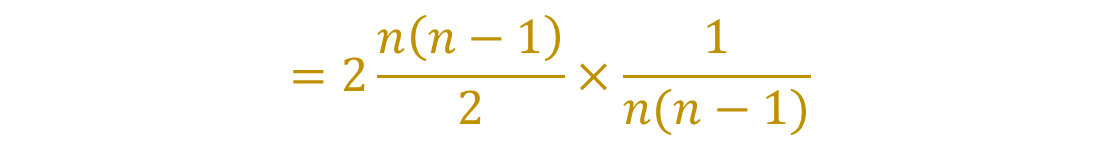 = 2 n(n − 1)/2 × 1/n(n − 1)